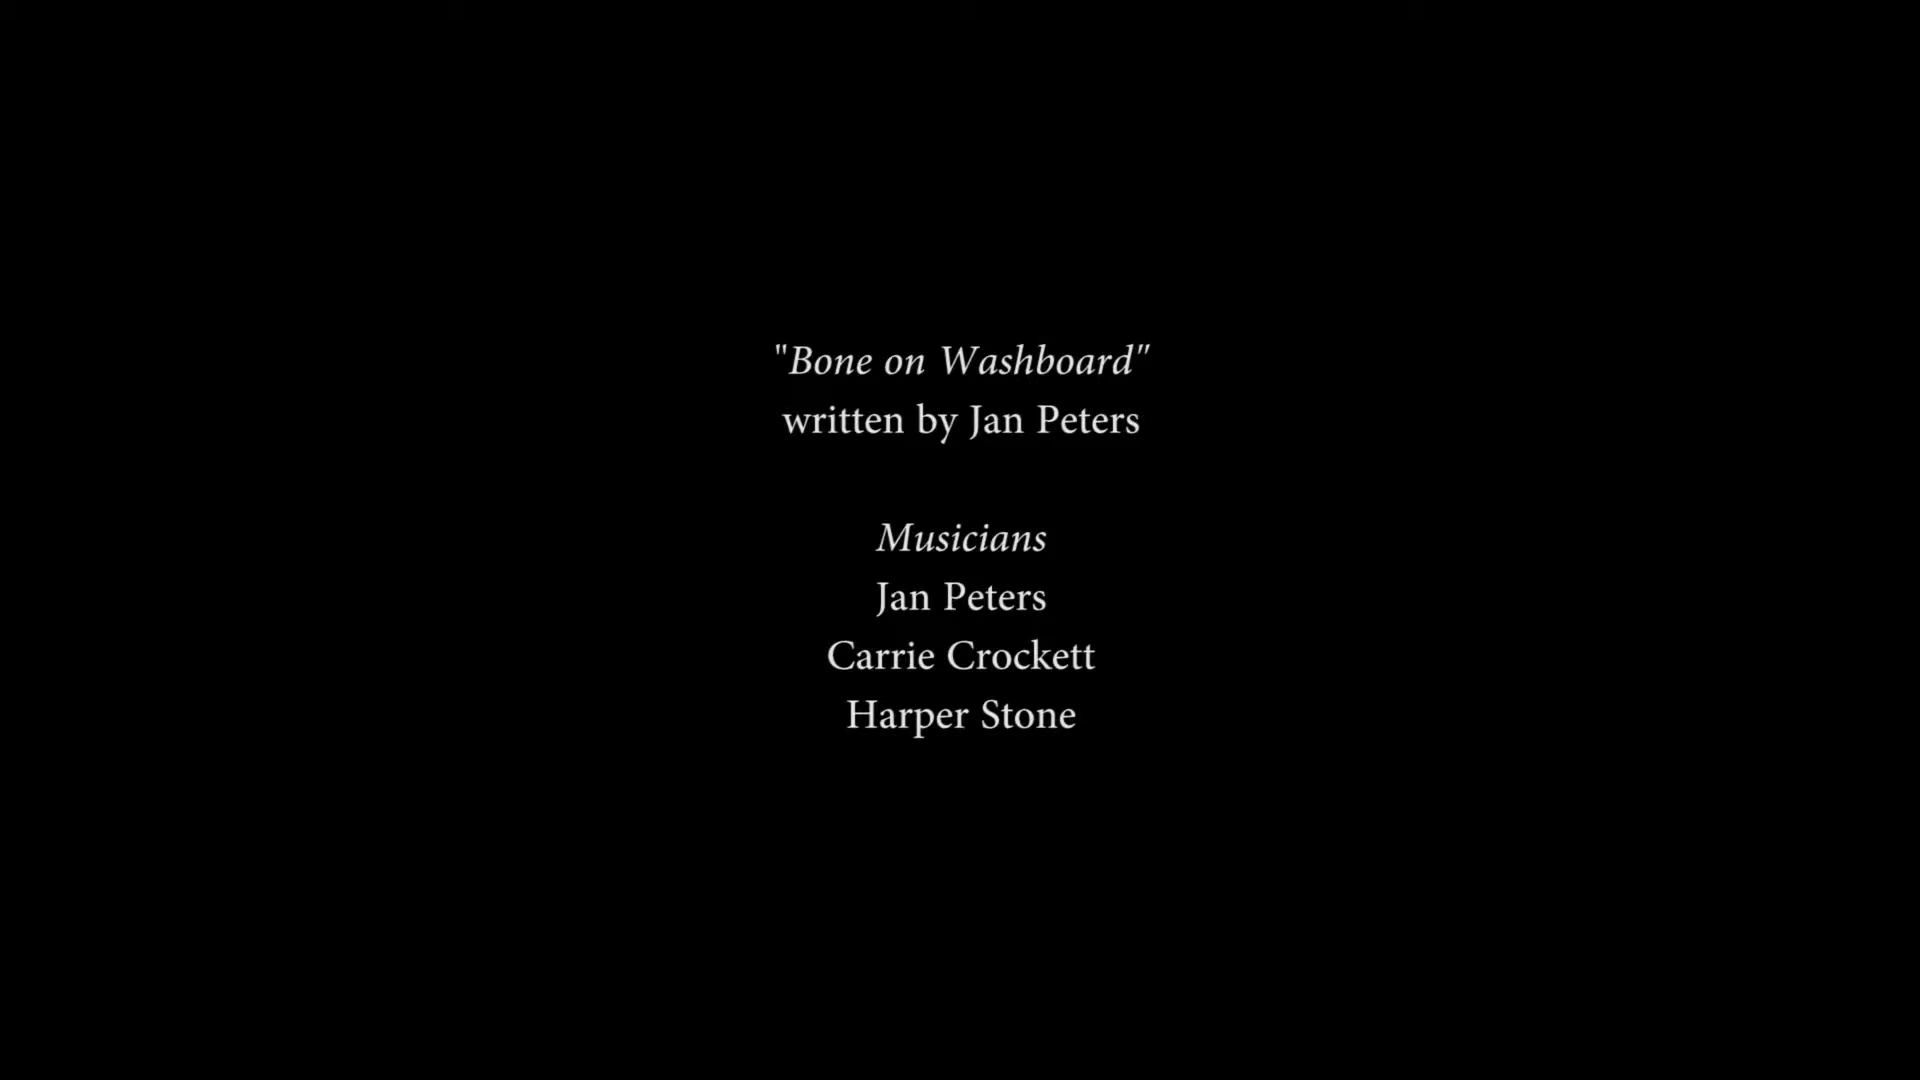 "Bone on Washboard"
written by Jan Peters
Musicians
Jan Peters
Carrie Crockett
Harper Stone